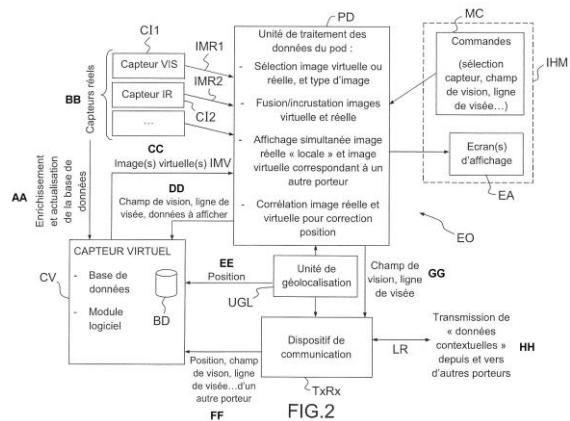 CI1
Capteur VIS
IMR1
Capteur IR
IMR2
...
CI2
BB
Capteurs réels
PD
Unité de traitement des
données du pod :
- Sélection image virtuelle ou
réelle, et type d'image
- Fusion/incrustation images
virtuelle et réelle
- Affichage simultanée image
réelle « locale » et image
virtuelle correspondant à un
autre porteur
- Corrélation image réelle et
virtuelle pour correction
position
MC
Commandes
(sélection
capteur, champ
de vision, ligne
de visée...)
IHM
Ecran(s)
d'affichage
EA
EO
AA
Enrichissement
et actualisation
de la base de
données
CC
Image(s) virtuelle(s) IMV
DD
Champ de vision, ligne de
visée, données à afficher
CV
CAPTEUR VIRTUEL
- Base de
données
- Module
logiciel
BD
EE
Position
Unité de
géolocalisation
UGL
Champ de
vision, ligne
de visée
GG
Dispositif de
communication
TxRx
LR
Transmission de
« données
contextuelles »
depuis et vers
d'autres porteurs
HH
Position, champ
de vison, ligne
de visée...d'un
autre porteur
FF
FIG.2